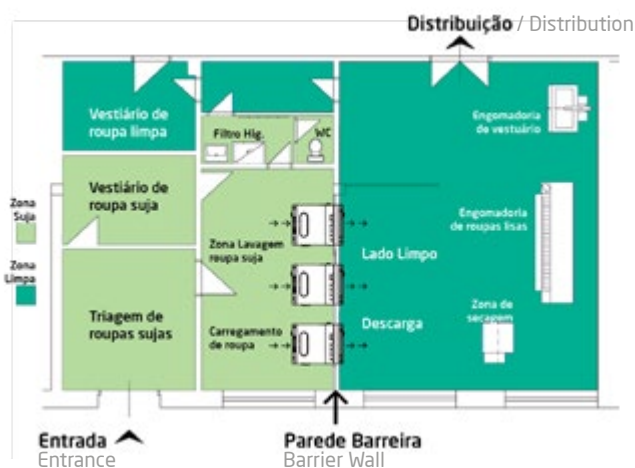 Distribuição / Distribution
Vestiário de
roupa limpa
Engomadoria
de vestuário
Filtro Hig.
WC
Vestiário de
roupa suja
Zona
Suja
Engomadoria
de roupas lisas
Zona Lavagem
roupa suja
Lado Limpo
Zona
Limpa
Zona de
secagem
Triagem de
roupas sujas
Carregamento
de roupa
Descarga
Entrada
Entrance
Parede Barreira
Barrier Wall